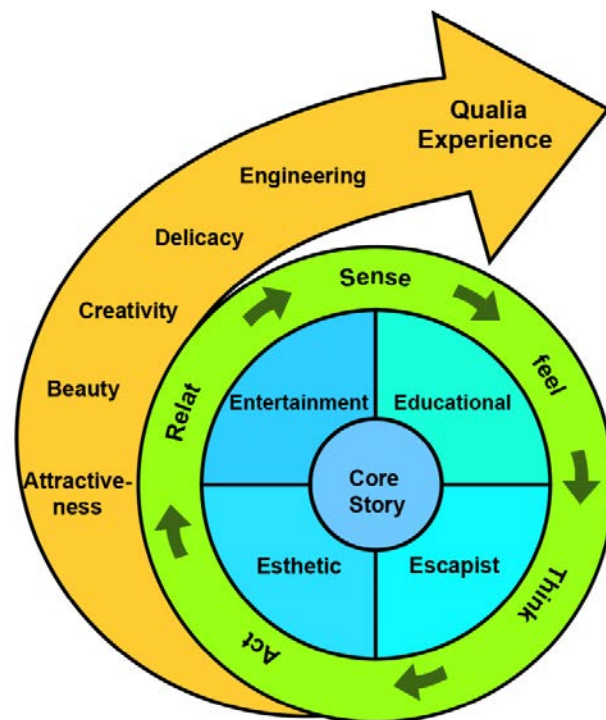 Qualia
Experience
Engineering
Delicacy
Creativity
Beauty
Attractive-
ness
Sense
feel
Think
Act
Relat
Entertainment
Educational
Core
Story
Esthetic
Escapist